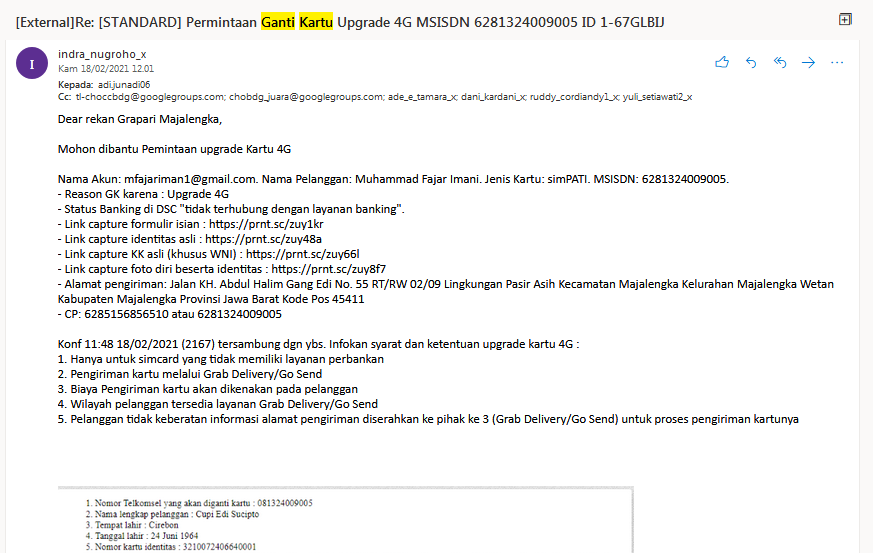 [External]Re: [STANDARD] Permintaan Ganti Kartu Upgrade 4G MSISDN 6281324009005 ID 1-67GLBIJ
I
indra_nugroho_x
Kam 18/02/2021 12.01
Kepada: adi.junadi06
Cc: tl-choccbdg@googlegroups.com; chobdg_juara@googlegroups.com; ade_e_tamara_x; dani_kardani_x; ruddy_cordiandy1_x; yuli_setiawati2_x
Dear rekan Grapari Majalengka,
Mohon dibantu Pemintaan upgrade Kartu 4G
Nama Akun: mfajariman1@gmail.com. Nama Pelanggan: Muhammad Fajar Imani. Jenis Kartu: simPATI. MSISDN: 6281324009005.
- Reason GK karena : Upgrade 4G
- Status Banking di DSC "tidak terhubung dengan layanan banking".
- Link capture formulir isian : https://prnt.sc/zuy1kr
- Link capture identitas asli : https://prnt.sc/zuy48a
- Link capture KK asli (khusus WNI) : https://prnt.sc/zuy66l
- Link capture foto diri beserta identitas : https://prnt.sc/zuy8f7
- Alamat pengiriman: Jalan KH. Abdul Halim Gang Edi No. 55 RT/RW 02/09 Lingkungan Pasir Asih Kecamatan Majalengka Kelurahan Majalengka Wetan
Kabupaten Majalengka Provinsi Jawa Barat Kode Pos 45411
- CP: 6285156856510 atau 6281324009005
Konf 11:48 18/02/2021 (2167) tersambung dgn ybs. Infokan syarat dan ketentuan upgrade kartu 4G :
1. Hanya untuk simcard yang tidak memiliki layanan perbankan
2. Pengiriman kartu melalui Grab Delivery/Go Send
3. Biaya Pengiriman kartu akan dikenakan pada pelanggan
4. Wilayah pelanggan tersedia layanan Grab Delivery/Go Send
5. Pelanggan tidak keberatan informasi alamat pengiriman diserahkan ke pihak ke 3 (Grab Delivery/Go Send) untuk proses pengiriman kartunya
1. Nomor Telkomsel yang akan diganti kartu : 081324009005
2. Nama lengkap pelanggan : Cupi Edi Sucipto
3. Tempat lahir : Cirebon
4. Tanggal lahir : 24 Juni 1964
5. Nomor kartu identitas : 3210072406640001